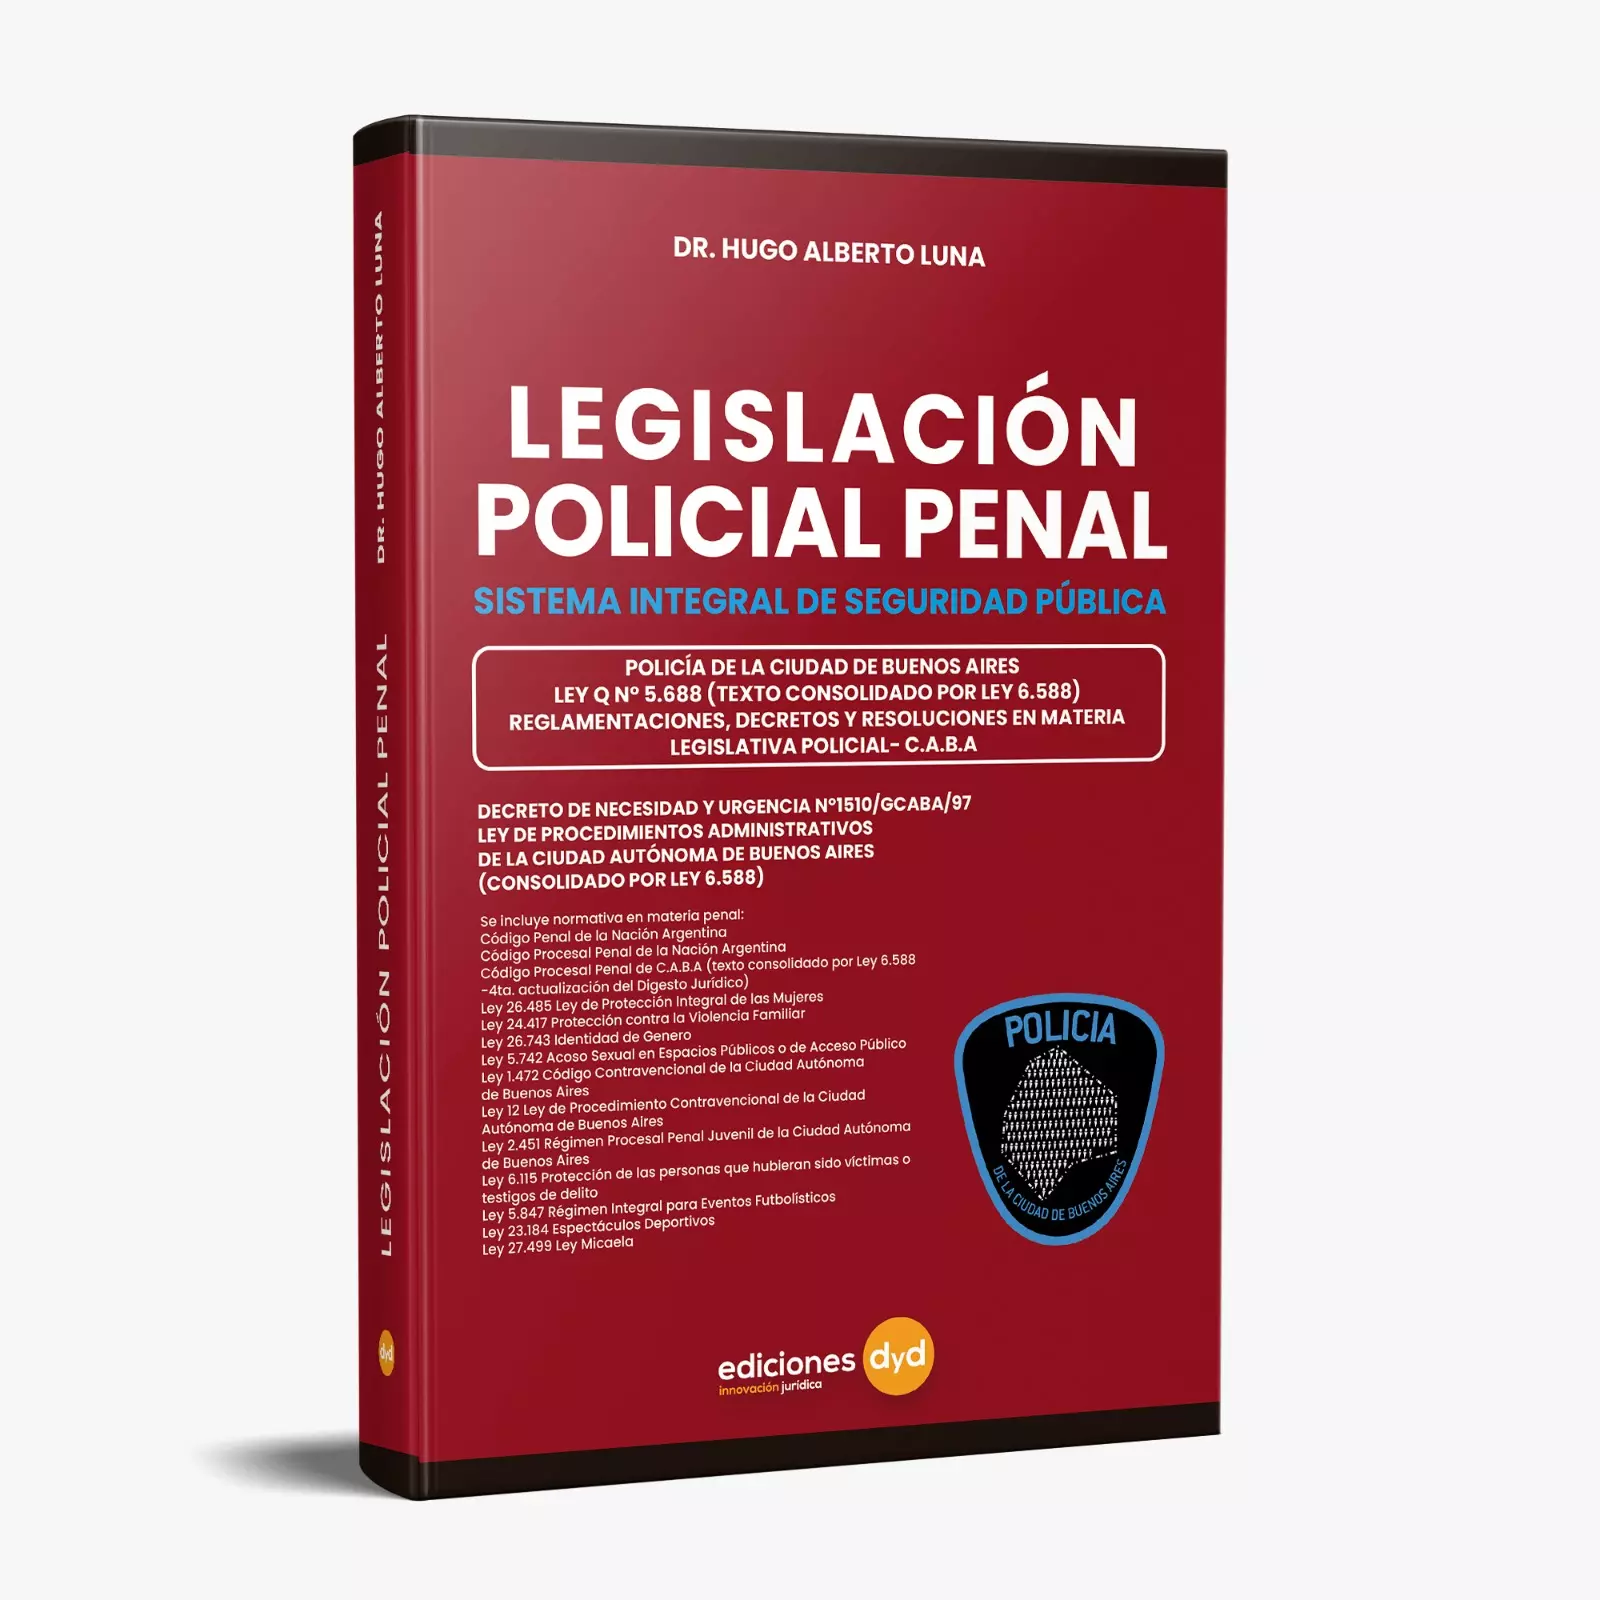 DR. HUGO ALBERTO LUNA
LEGISLACIÓN
POLICIAL PENAL
SISTEMA INTEGRAL DE SEGURIDAD PÚBLICA
POLICÍA DE LA CIUDAD DE BUENOS AIRES
LEY Q Nº 5.688 (TEXTO CONSOLIDADO POR LEY 6.588)
REGLAMENTACIONES, DECRETOS Y RESOLUCIONES EN MATERIA
LEGISLATIVA POLICIAL- C.A.B.A
DECRETO DE NECESIDAD Y URGENCIA Nº1510/GCABA/97
LEY DE PROCEDIMIENTOS ADMINISTRATIVOS
DE LA CIUDAD AUTÓNOMA DE BUENOS AIRES
(CONSOLIDADO POR LEY 6.588)
Se incluye normativa en materia penal:
Código Penal de la Nación Argentina
Código Procesal Penal de la Nación Argentina
Código Procesal Penal de C.A.B.A (texto consolidado por Ley 6.588
-4ta. actualización del Digesto Jurídico)
Ley 26.485 Ley de Protección Integral de las Mujeres
Ley 24.417 Protección contra la Violencia Familiar
Ley 26.743 Identidad de Genero
Ley 5.742 Acoso Sexual en Espacios Públicos o de Acceso Público
Ley 1.472 Código Contravencional de la Ciudad Autónoma
de Buenos Aires
Ley 12 Ley de Procedimiento Contravencional de la Ciudad
Autónoma de Buenos Aires
Ley 2.451 Régimen Procesal Penal Juvenil de la Ciudad Autónoma
de Buenos Aires
Ley 6.115 Protección de las personas que hubieran sido víctimas o
testigos de delito
Ley 5.847 Régimen Integral para Eventos Futbolísticos
Ley 23.184 Espectáculos Deportivos
Ley 27.499 Ley Micaela
POLICIA
DE LA CIUDAD DE BUENOS AIRES
ediciones dyd
innovación jurídica
LEGISLACIÓN POLICIAL PENAL DR. HUGO ALBERTO LUNA
dyd